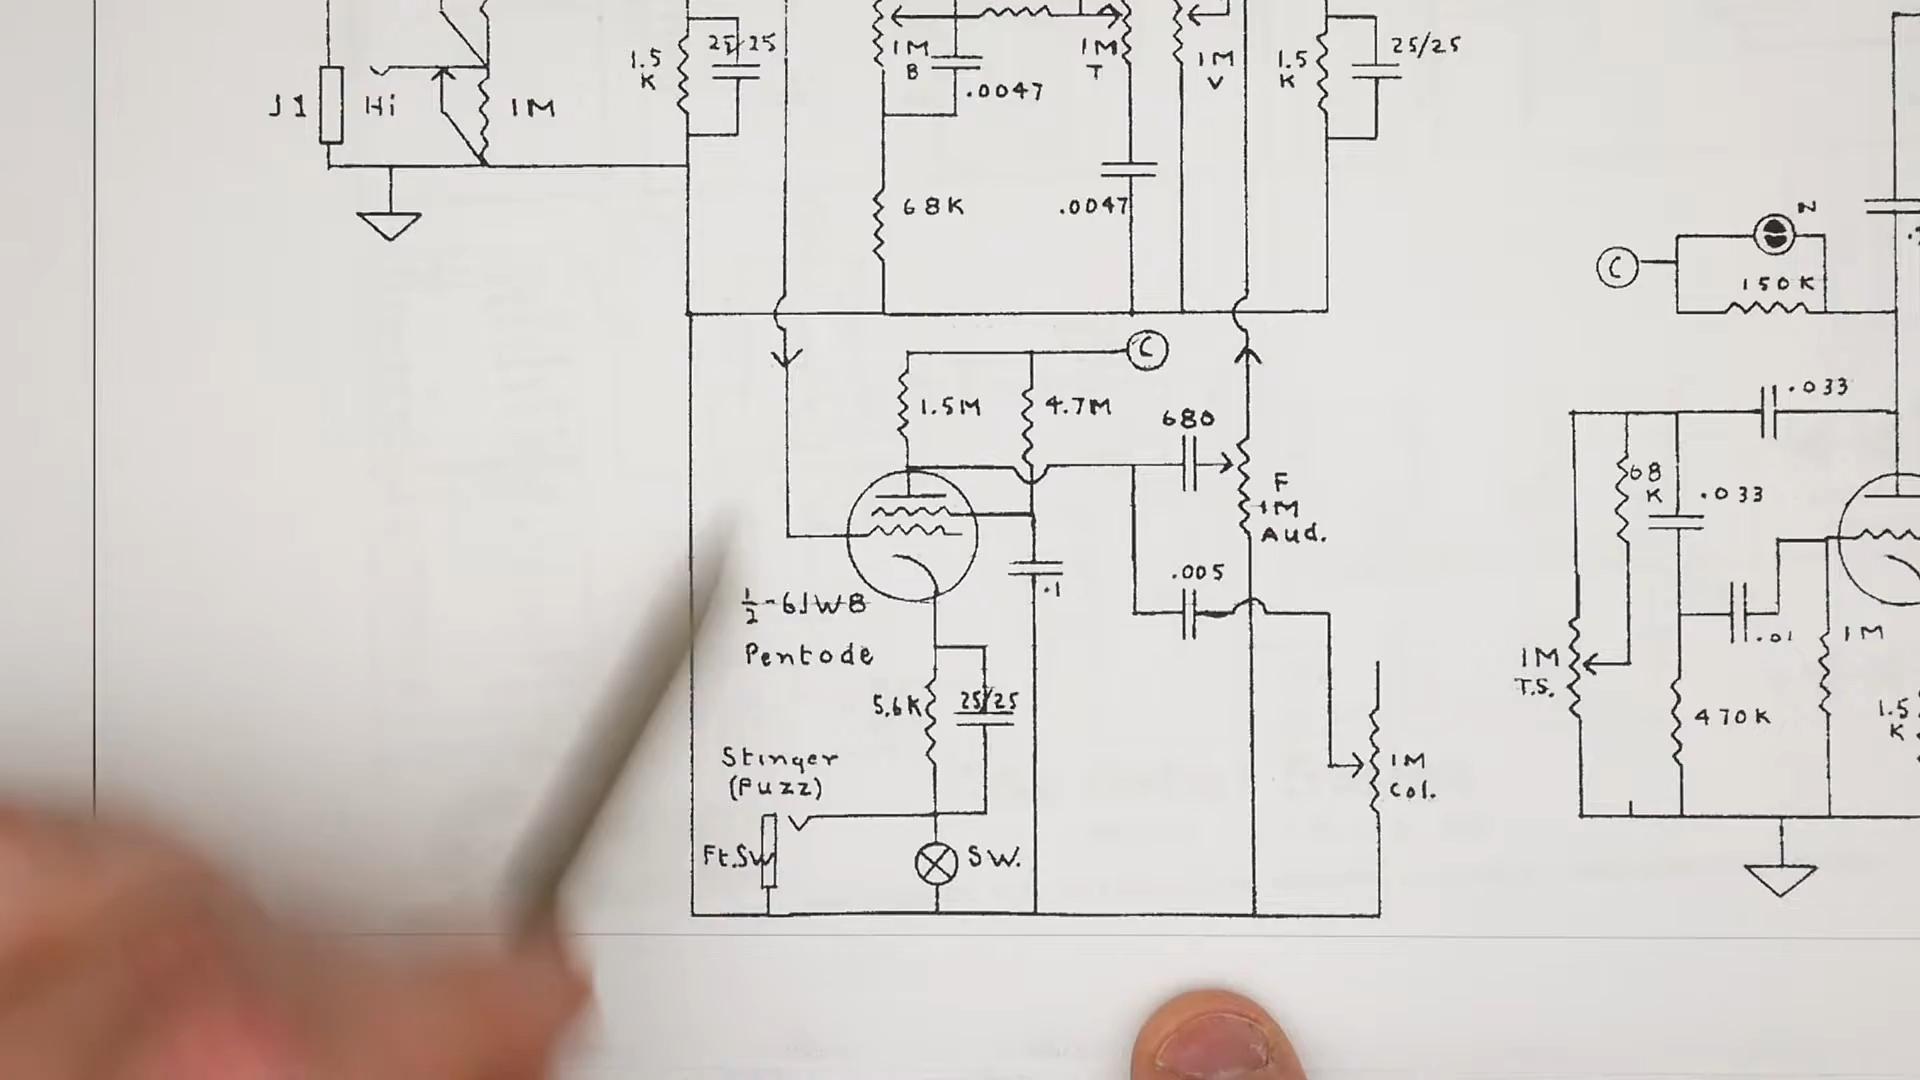 J1
Hi
1M
1.5
K
25/25
1M
B
.0047
1M
T
1M
V
1.5
K
25/25
68K
.0047
N
C
150K
C
1.5M
4.7M
680
F
1M
Aud.
.033
68
K
.033
.005
.1
½-6JW8
Pentode
.01
1M
1M
T.S.
5.6K
25/25
470K
1.5
K
Stinger
(Fuzz)
1M
Col.
Ft.SW
SW.